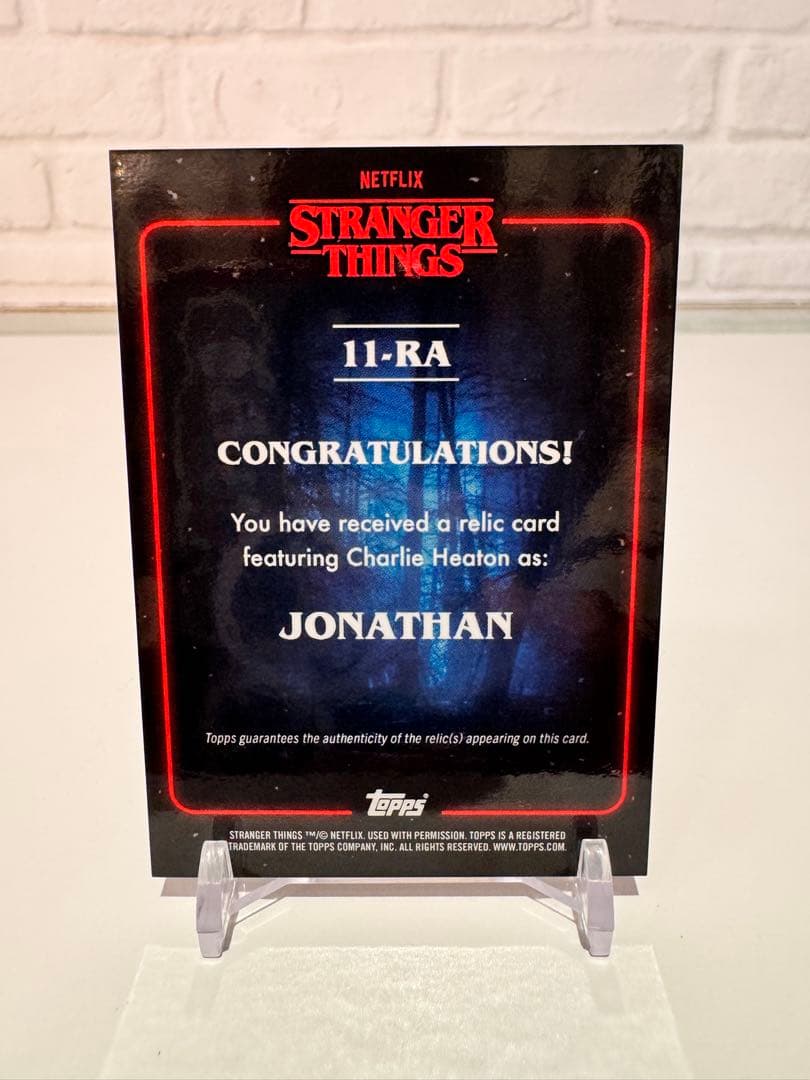 NETFLIX
STRANGER
THINGS
11-RA
CONGRATULATIONS!
You have received a relic card
featuring Charlie Heaton as:
JONATHAN
Topps guarantees the authenticity of the relic(s) appearing on this card.
topps®
STRANGER THINGS ™/© NETFLIX. USED WITH PERMISSION. TOPPS IS A REGISTERED
TRADEMARK OF THE TOPPS COMPANY, INC. ALL RIGHTS RESERVED. WWW.TOPPS.COM.